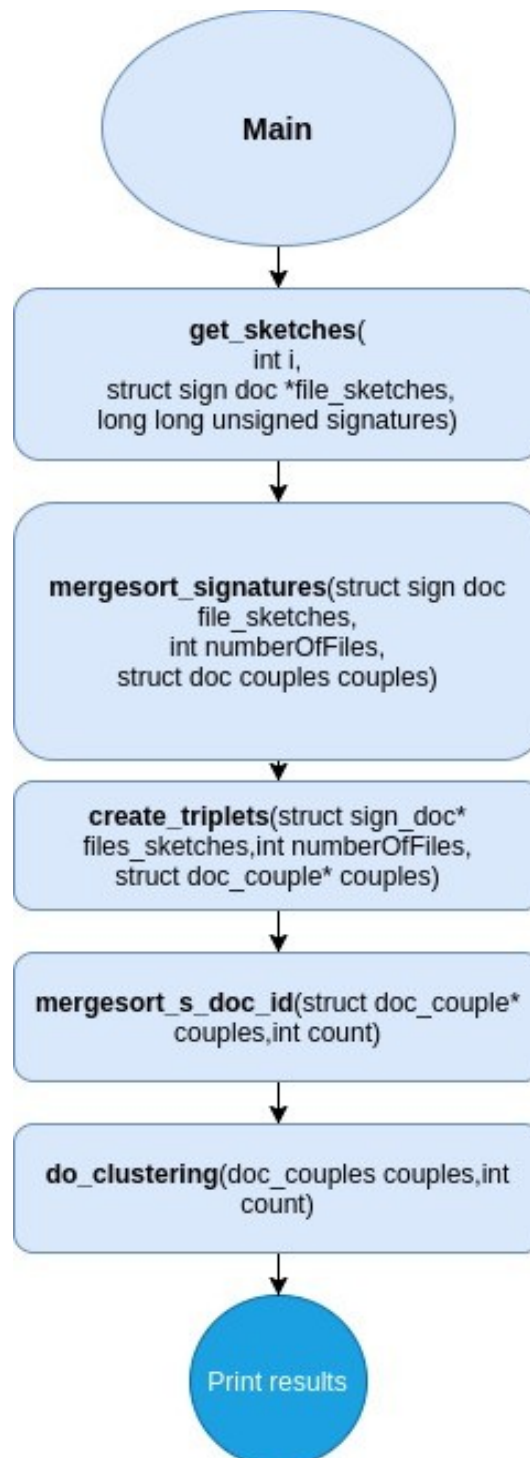 Main
get_sketches(
int i,
struct sign doc *file_sketches,
long long unsigned signatures)
mergesort_signatures(struct sign doc
file_sketches,
int numberOfFiles,
struct doc couples couples)
create_triplets(struct sign_doc*
files_sketches,int numberOfFiles,
struct doc_couple* couples)
mergesort_s_doc_id(struct doc_couple*
couples,int count)
do_clustering(doc_couples couples,int
count)
Print results